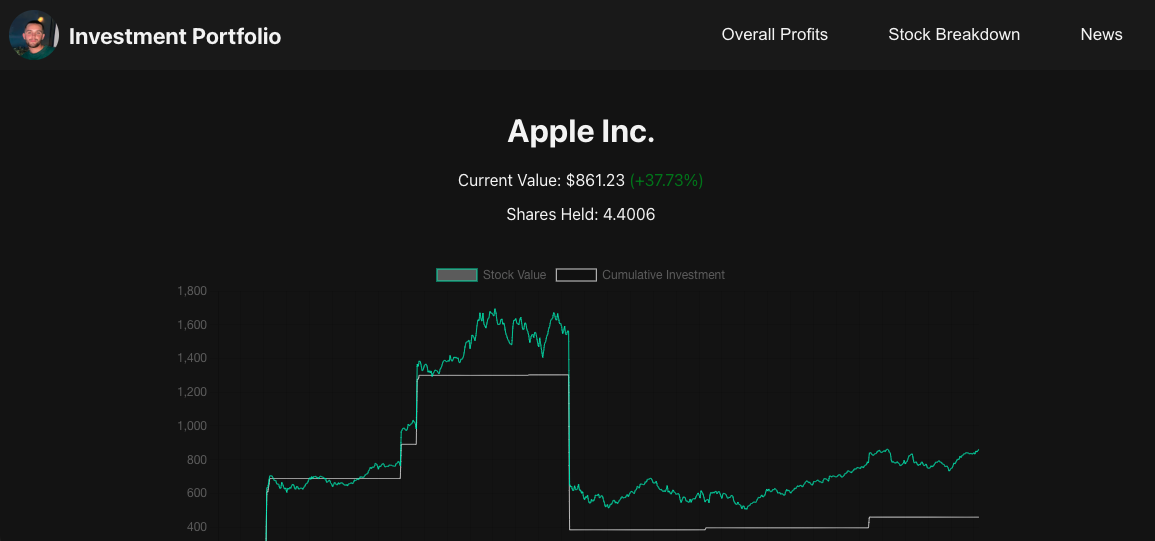 Investment Portfolio
Overall Profits
Stock Breakdown
News
Apple Inc.
Current Value: $861.23 (+37.73%)
Shares Held: 4.4006
Stock Value
Cumulative Investment
1,800
1,600
1,400
1,200
1,000
800
600
400